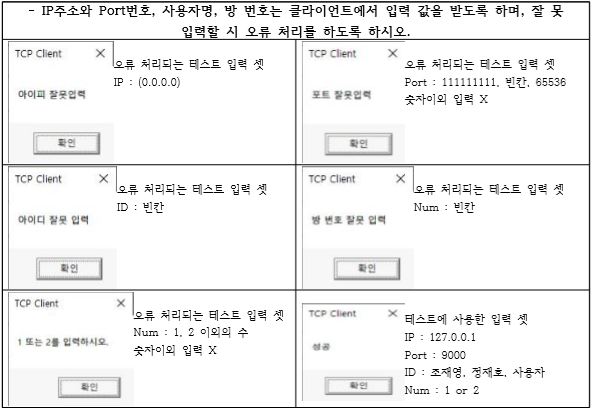 - IP주소와 Port번호, 사용자명, 방 번호는 클라이언트에서 입력 값을 받도록 하며, 잘 못
입력할 시 오류 처리를 하도록 하시오.
TCP Client
아이피 잘못입력
확인
오류 처리되는 테스트 입력 셋
IP : (0.0.0.0)
TCP Client
포트 잘못입력
확인
오류 처리되는 테스트 입력 셋
Port : 111111111, 빈칸, 65536
숫자이외 입력 X
TCP Client
아이디 잘못 입력
확인
오류 처리되는 테스트 입력 셋
ID : 빈칸
TCP Client
방 번호 잘못 입력
확인
오류 처리되는 테스트 입력 셋
Num : 빈칸
TCP Client
1 또는 2를 입력하시오.
확인
오류 처리되는 테스트 입력 셋
Num : 1, 2 이외의 수
숫자이외 입력 X
TCP Client
성공
확인
테스트에 사용한 입력 셋
IP : 127.0.0.1
Port : 9000
ID : 조재영, 정재호, 사용자
Num : 1 or 2